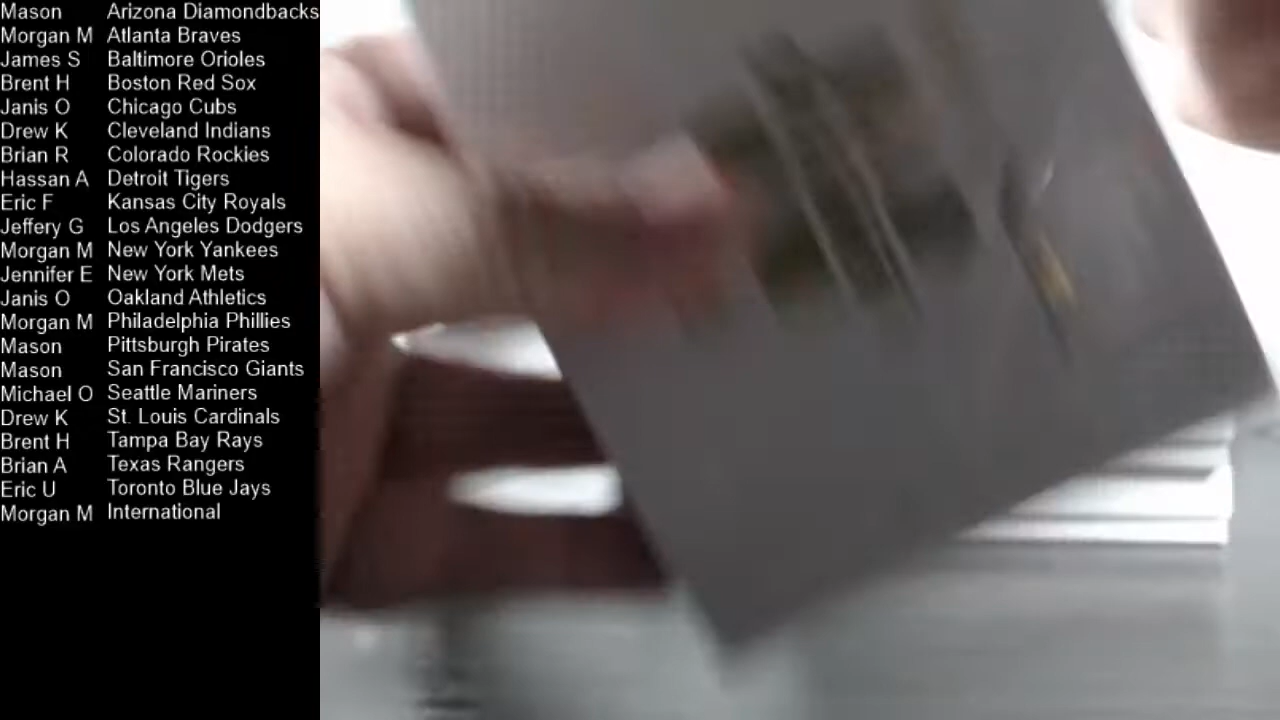 Mason Arizona Diamondbacks
Morgan M Atlanta Braves
James S Baltimore Orioles
Brent H Boston Red Sox
Janis O Chicago Cubs
Drew K Cleveland Indians
Brian R Colorado Rockies
Hassan A Detroit Tigers
Eric F Kansas City Royals
Jeffery G Los Angeles Dodgers
Morgan M New York Yankees
Jennifer E New York Mets
Janis O Oakland Athletics
Morgan M Philadelphia Phillies
Mason Pittsburgh Pirates
Mason San Francisco Giants
Michael O Seattle Mariners
Drew K St. Louis Cardinals
Brent H Tampa Bay Rays
Brian A Texas Rangers
Eric U Toronto Blue Jays
Morgan M International